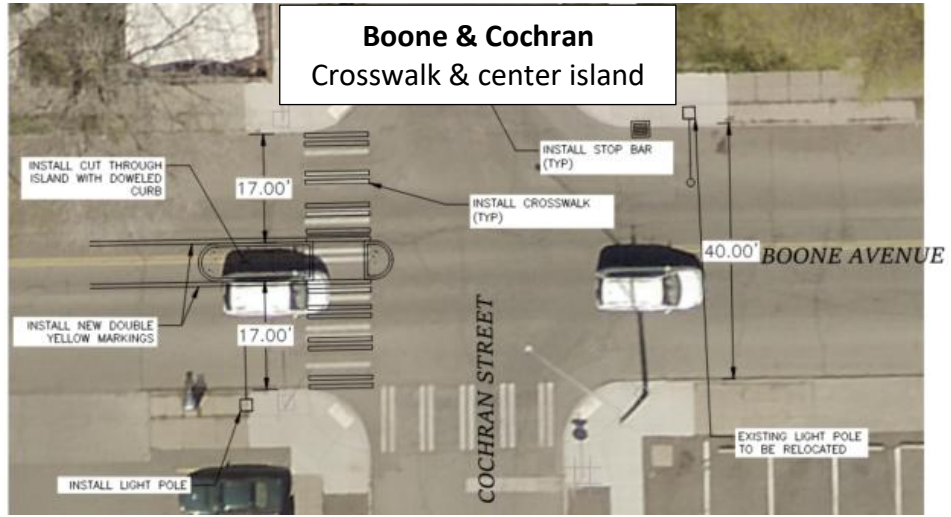 Boone & Cochran
Crosswalk & center island
INSTALL CUT THROUGH
ISLAND WITH DOWELED
CURB
17.00'
INSTALL STOP BAR
(TYP)
INSTALL CROSSWALK
(TYP)
40.00'
BOONE AVENUE
INSTALL NEW DOUBLE
YELLOW MARKINGS
17.00'
COCHRAN STREET
EXISTING LIGHT POLE
TO BE RELOCATED
INSTALL LIGHT POLE